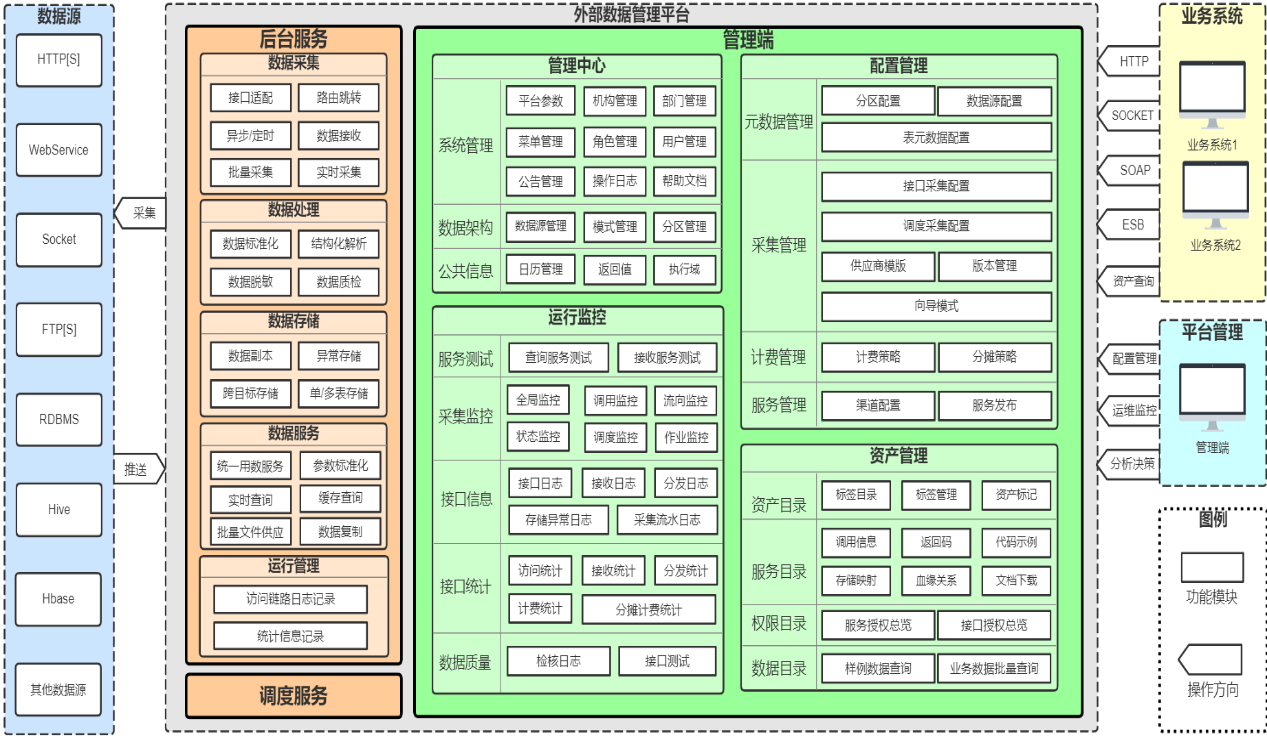 数据源
HTTP[S]
WebService
Socket
FTP[S]
RDBMS
Hive
Hbase
其他数据源
采集
推送
外部数据管理平台
后台服务
数据采集
接口适配
路由跳转
异步/定时
数据接收
批量采集
实时采集
数据处理
数据标准化
结构化解析
数据脱敏
数据质检
数据存储
数据副本
异常存储
跨目标存储
单/多表存储
数据服务
统一用数服务
参数标准化
实时查询
缓存查询
批量文件供应
数据复制
运行管理
访问链路日志记录
统计信息记录
调度服务
管理端
管理中心
系统管理
平台参数
机构管理
部门管理
菜单管理
角色管理
用户管理
公告管理
操作日志
帮助文档
数据架构
数据源管理
模式管理
分区管理
公共信息
日历管理
返回值
执行域
运行监控
服务测试
查询服务测试
接收服务测试
采集监控
全局监控
调用监控
流向监控
状态监控
调度监控
作业监控
接口信息
接口日志
接收日志
分发日志
存储异常日志
采集流水日志
接口统计
访问统计
接收统计
分发统计
计费统计
分摊计费统计
数据质量
检核日志
接口测试
配置管理
元数据管理
分区配置
数据源配置
表元数据配置
采集管理
接口采集配置
调度采集配置
供应商模版
版本管理
向导模式
计费管理
计费策略
分摊策略
服务管理
渠道配置
服务发布
资产管理
资产目录
标签目录
标签管理
资产标记
服务目录
调用信息
返回码
代码示例
存储映射
血缘关系
文档下载
权限目录
服务授权总览
接口授权总览
数据目录
样例数据查询
业务数据批量查询
HTTP
SOCKET
SOAP
ESB
资产查询
配置管理
运维监控
分析决策
业务系统
业务系统1
业务系统2
平台管理
管理端
图例
功能模块
操作方向